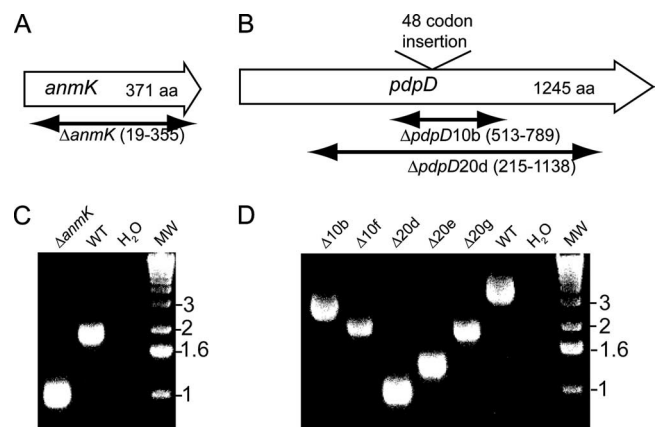 A
anmK 371 aa
ΔanmK (19-355)
B
48 codon
insertion
pdpD 1245 aa
ΔpdpD10b (513-789)
ΔpdpD20d (215-1138)
C
ΔanmK WT H₂O MW
3
2
1.6
1
D
Δ10b Δ10f Δ20d Δ20e Δ20g WT H₂O MW
3
2
1.6
1